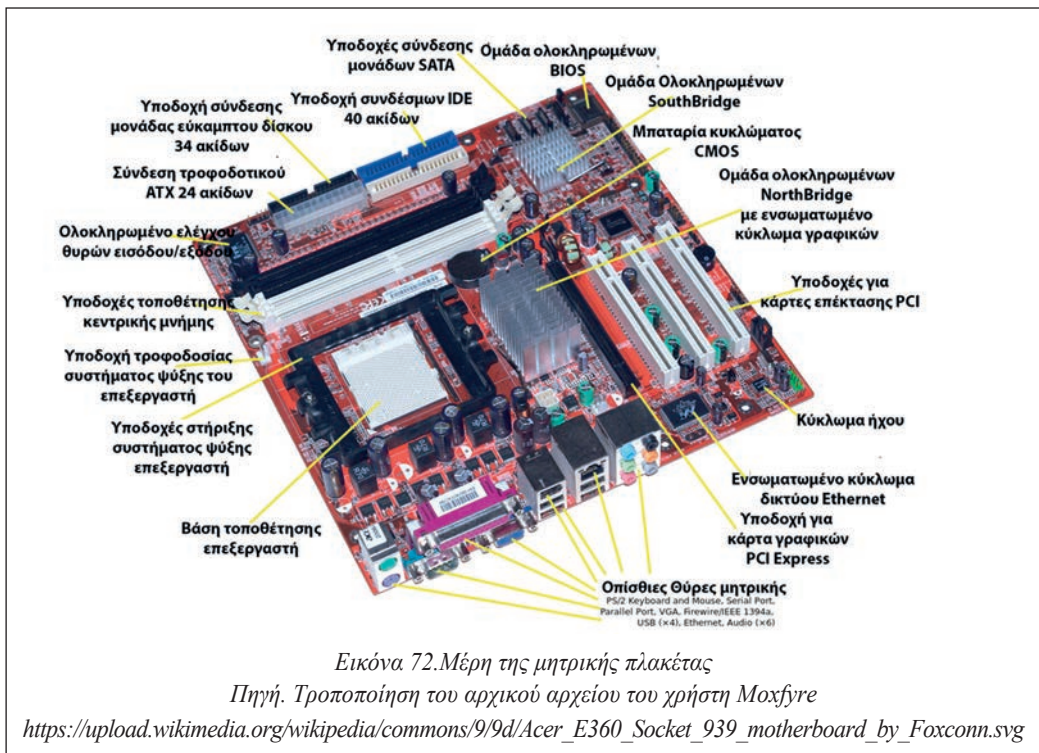 Υποδοχές σύνδεσης
μονάδων SATA
Ομάδα ολοκληρωμένων
BIOS
Υποδοχή σύνδεσης
μονάδας εύκαμπτου δίσκου
34 ακίδων
Υποδοχή συνδέσμων IDE
40 ακίδων
Ομάδα Ολοκληρωμένων
SouthBridge
Μπαταρία κυκλώματος
CMOS
Σύνδεση τροφοδοτικού
ATX 24 ακίδων
Ομάδα ολοκληρωμένων
NorthBridge
με ενσωματωμένο
κύκλωμα γραφικών
Ολοκληρωμένο ελέγχου
θυρών εισόδου/εξόδου
Υποδοχές για
κάρτες επέκτασης PCI
Υποδοχές τοποθέτησης
κεντρικής μνήμης
Υποδοχή τροφοδοσίας
συστήματος ψύξης του
επεξεργαστή
Κύκλωμα ήχου
Υποδοχές στήριξης
συστήματος ψύξης
επεξεργαστή
Ενσωματωμένο κύκλωμα
δικτύου Ethernet
Βάση τοποθέτησης
επεξεργαστή
Υποδοχή για
κάρτα γραφικών
PCI Express
Οπίσθιες Θύρες μητρικής
PS/2 Keyboard and Mouse, Serial Port,
Parallel Port, VGA, Firewire/IEEE 1394a,
USB (×4), Ethernet, Audio (×6)
Εικόνα 72.Μέρη της μητρικής πλακέτας
Πηγή. Τροποποίηση του αρχικού αρχείου του χρήστη Moxfyre
https://upload.wikimedia.org/wikipedia/commons/9/9d/Acer_E360_Socket_939_motherboard_by_Foxconn.svg